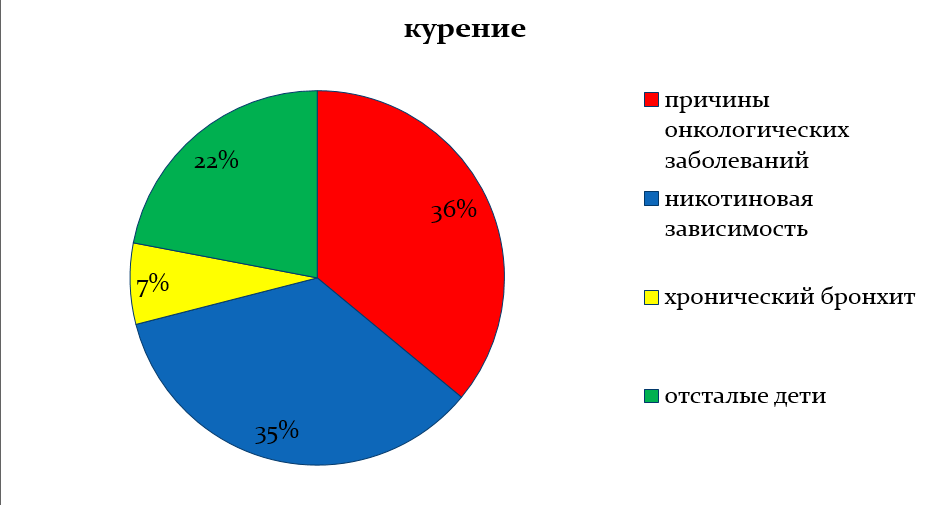 курение
22%
36%
7%
35%
причины
онкологических
заболеваний
никотиновая
зависимость
хронический бронхит
отсталые дети